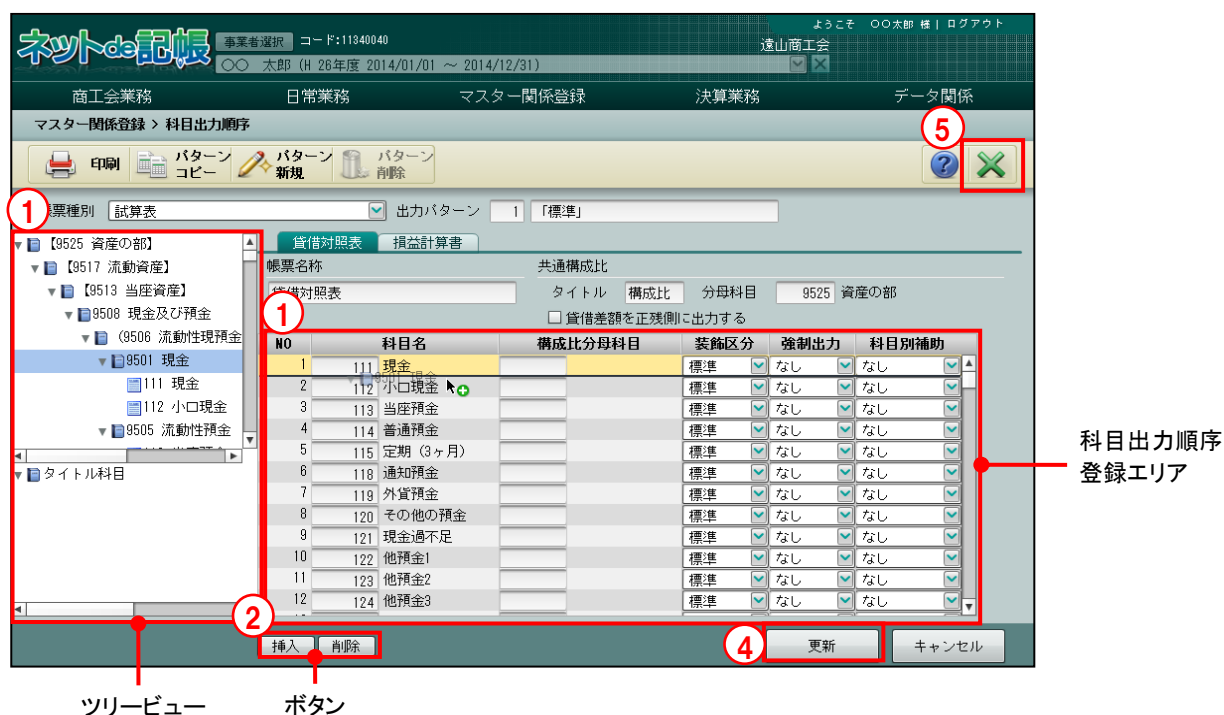 ようこそ ○○太郎 様 | ログアウト
ネットde記帳 事業者選択 コード:11340040 遠山商工会
○○ 太郎 (H 26年度 2014/01/01 ～ 2014/12/31)
商工会業務 日常業務 マスター関係登録 決算業務 データ関係
マスター関係登録 > 科目出力順序
⑤
印刷 パターンコピー パターン新規 パターン削除 ?
①
票種別 試算表 出力パターン 1 「標準」
【9525 資産の部】
【9517 流動資産】
【9513 当座資産】
9508 現金及び預金
(9506 流動性現預金
9501 現金
111 現金
112 小口現金
9505 流動性預金
タイトル科目
貸借対照表 損益計算書
帳票名称 共通構成比
貸借対照表 タイトル 構成比 分母科目 9525 資産の部
貸借差額を正残側に出力する
①
NO 科目名 構成比分母科目 装飾区分 強制出力 科目別補助
1 111 現金 標準 なし なし
9501 現金
2 112 小口現金 標準 なし なし
3 113 当座預金 標準 なし なし
4 114 普通預金 標準 なし なし
5 115 定期（3ヶ月） 標準 なし なし
6 118 通知預金 標準 なし なし
7 119 外貨預金 標準 なし なし
8 120 その他の預金 標準 なし なし
9 121 現金過不足 標準 なし なし
10 122 他預金1 標準 なし なし
11 123 他預金2 標準 なし なし
12 124 他預金3 標準 なし なし
科目出力順序
登録エリア
②
挿入 削除 ④ 更新 キャンセル
ツリービュー ボタン